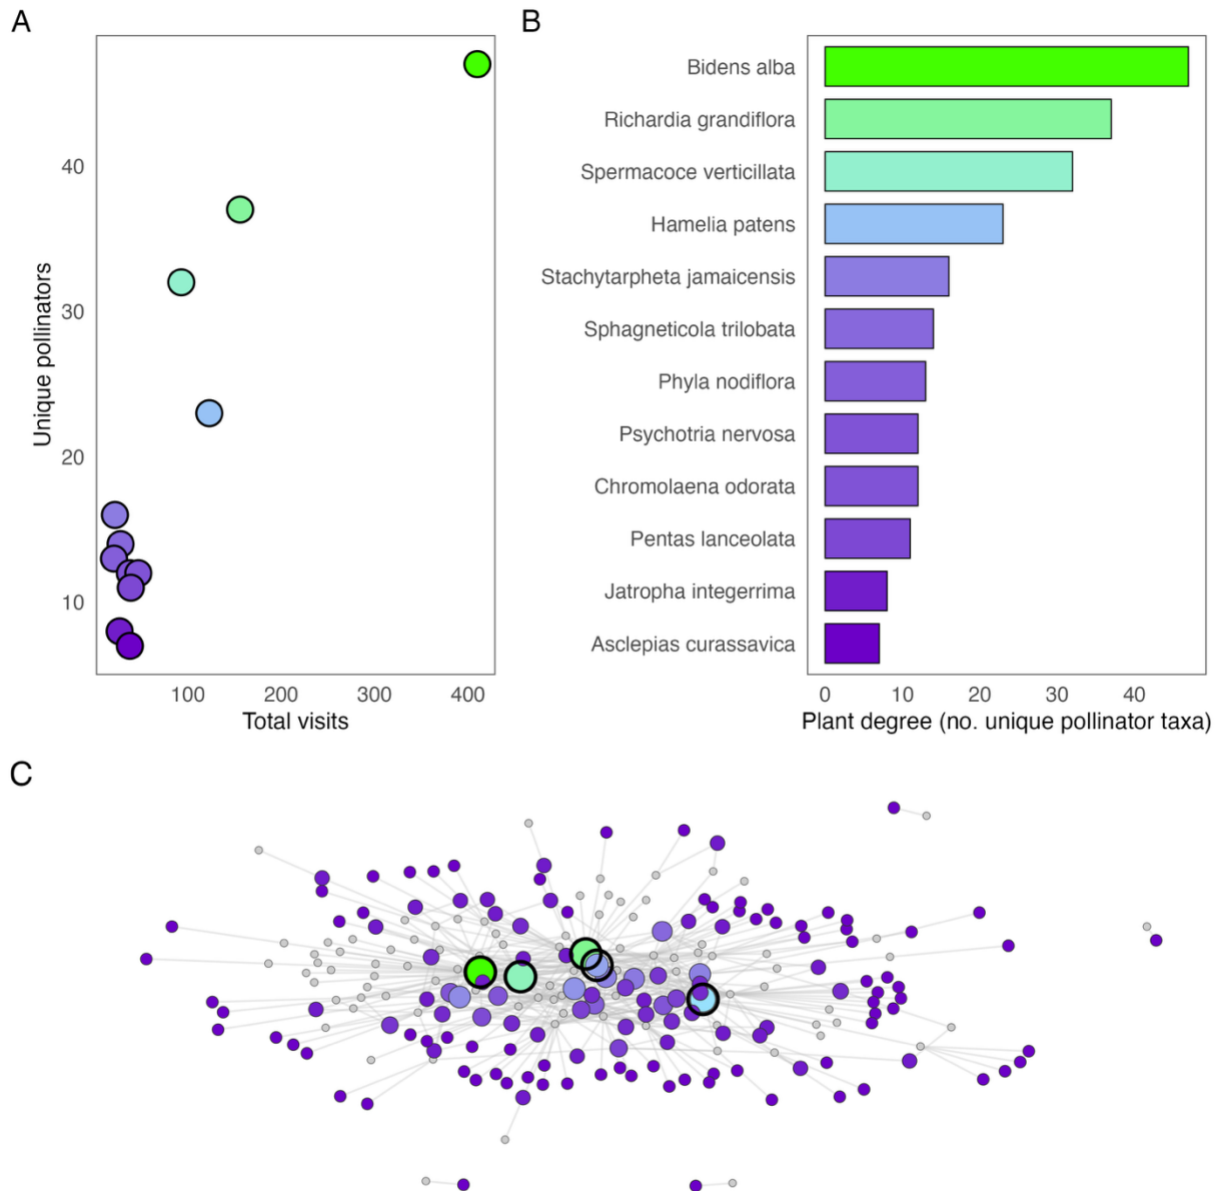 A
Unique pollinators
40
30
20
10
100 200 300 400
Total visits
B
Bidens alba
Richardia grandiflora
Spermacoce verticillata
Hamelia patens
Stachytarpheta jamaicensis
Sphagneticola trilobata
Phyla nodiflora
Psychotria nervosa
Chromolaena odorata
Pentas lanceolata
Jatropha integerrima
Asclepias curassavica
0 10 20 30 40
Plant degree (no. unique pollinator taxa)
C